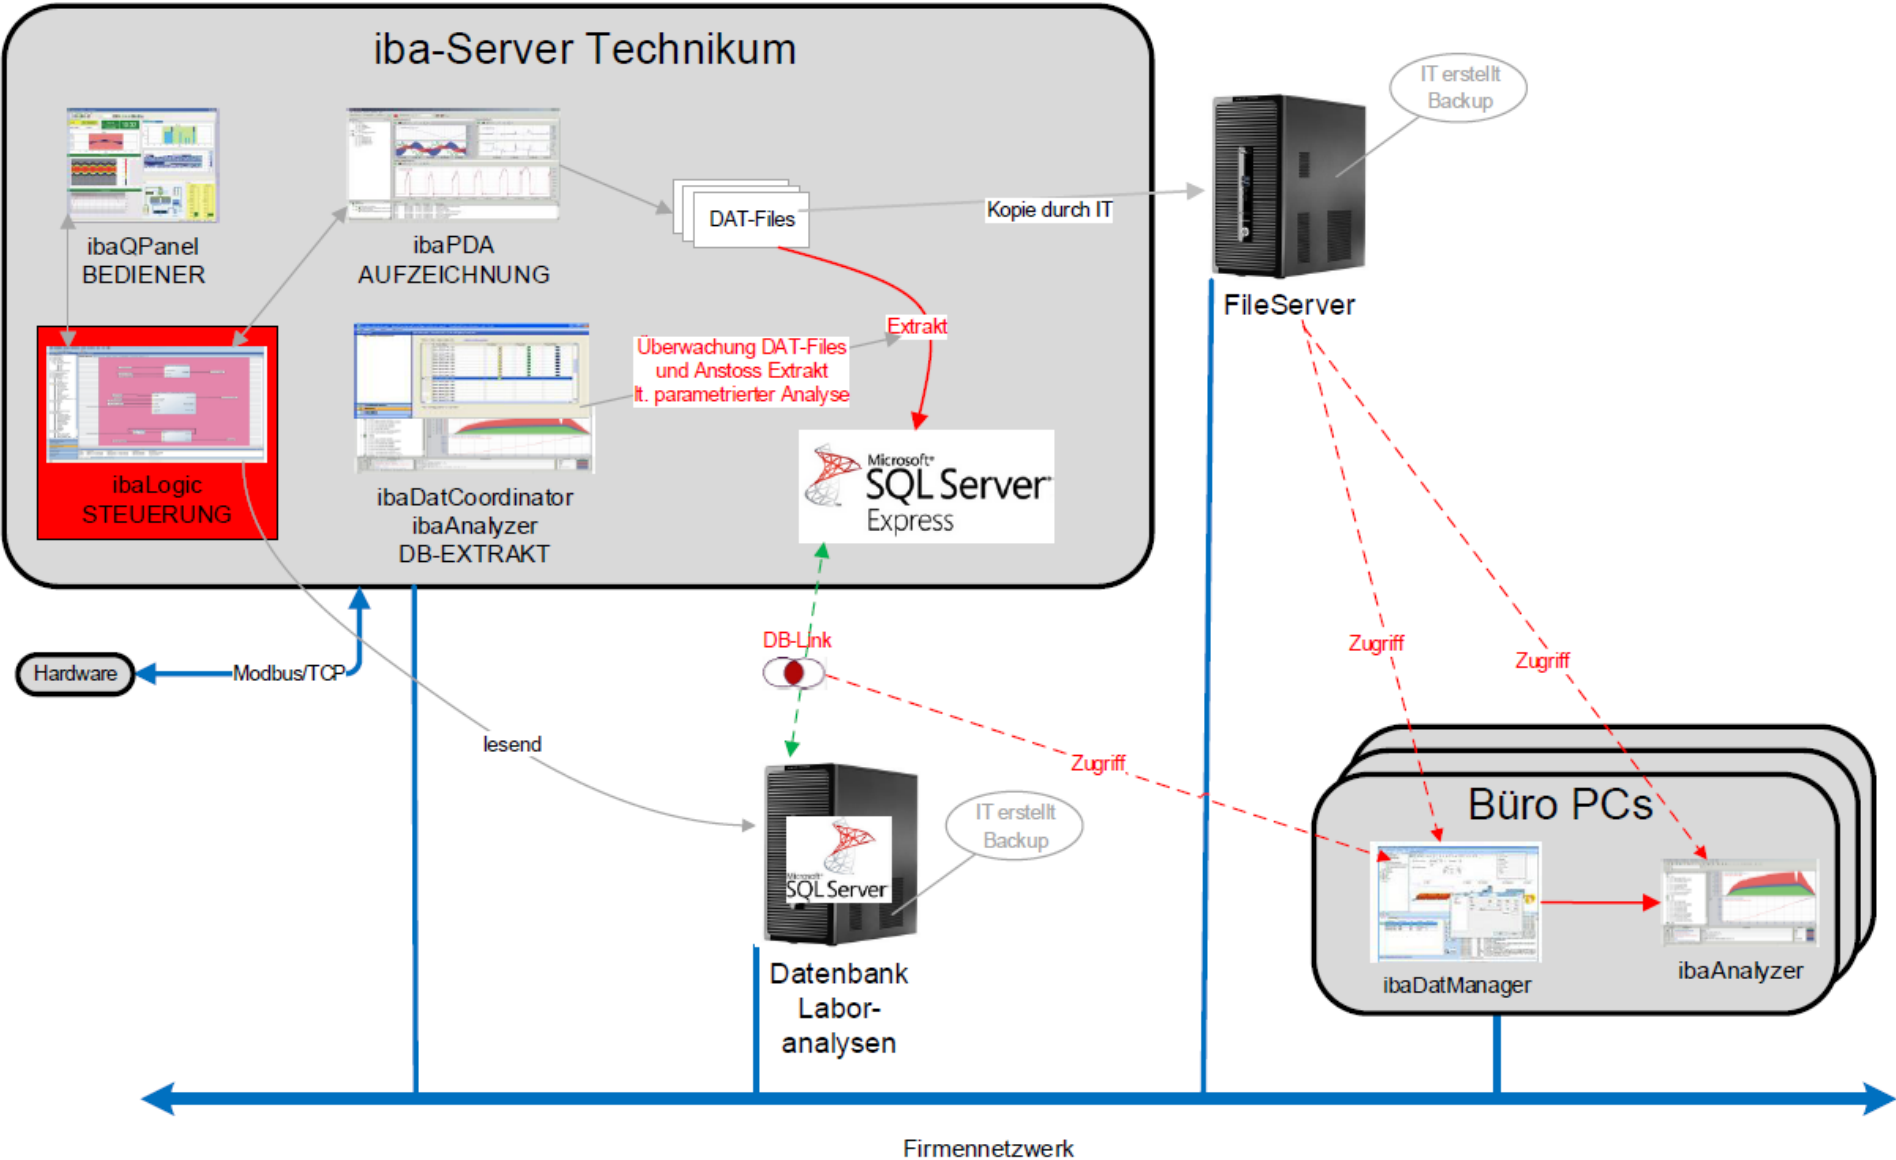 iba-Server Technikum
IT erstellt
Backup
DAT-Files
Kopie durch IT
ibaQPanel
BEDIENER
ibaPDA
AUFZEICHNUNG
FileServer
Extrakt
Überwachung DAT-Files
und Anstoss Extrakt
lt. parametrierter Analyse
Microsoft®
SQL Server
Express
ibaLogic
STEUERUNG
ibaDatCoordinator
ibaAnalyzer
DB-EXTRAKT
DB-Link
Zugriff
Zugriff
Hardware
Modbus/TCP
lesend
Zugriff
Büro PCs
IT erstellt
Backup
Microsoft®
SQL Server
ibaDatManager
ibaAnalyzer
Datenbank
Labor-
analysen
Firmennetzwerk